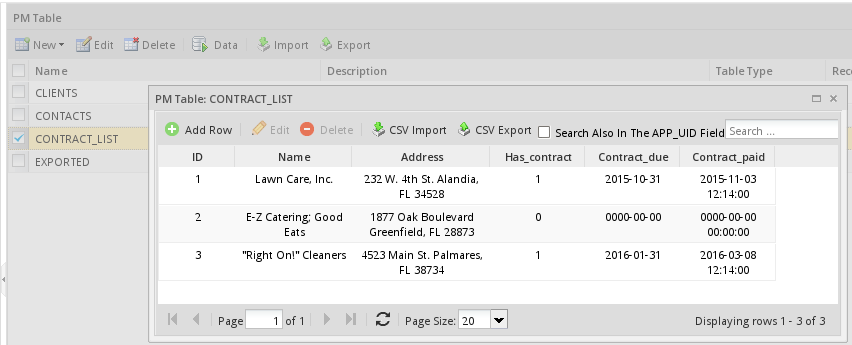 PM Table
New Edit Delete Data Import Export
Name Description Table Type Rec
CLIENTS
CONTACTS
CONTRACT_LIST
EXPORTED
PM Table: CONTRACT_LIST
Add Row Edit Delete CSV Import CSV Export Search Also In The APP_UID Field Search ...
ID Name Address Has_contract Contract_due Contract_paid
1 Lawn Care, Inc. 232 W. 4th St. Alandia, 1 2015-10-31 2015-11-03
FL 34528 12:14:00
2 E-Z Catering; Good 1877 Oak Boulevard 0 0000-00-00 0000-00-00
Eats Greenfield, FL 28873 00:00:00
3 "Right On!" Cleaners 4523 Main St. Palmares, 1 2016-01-31 2016-03-08
FL 38734 12:14:00
Page 1 of 1 Page Size: 20 Displaying rows 1 - 3 of 3